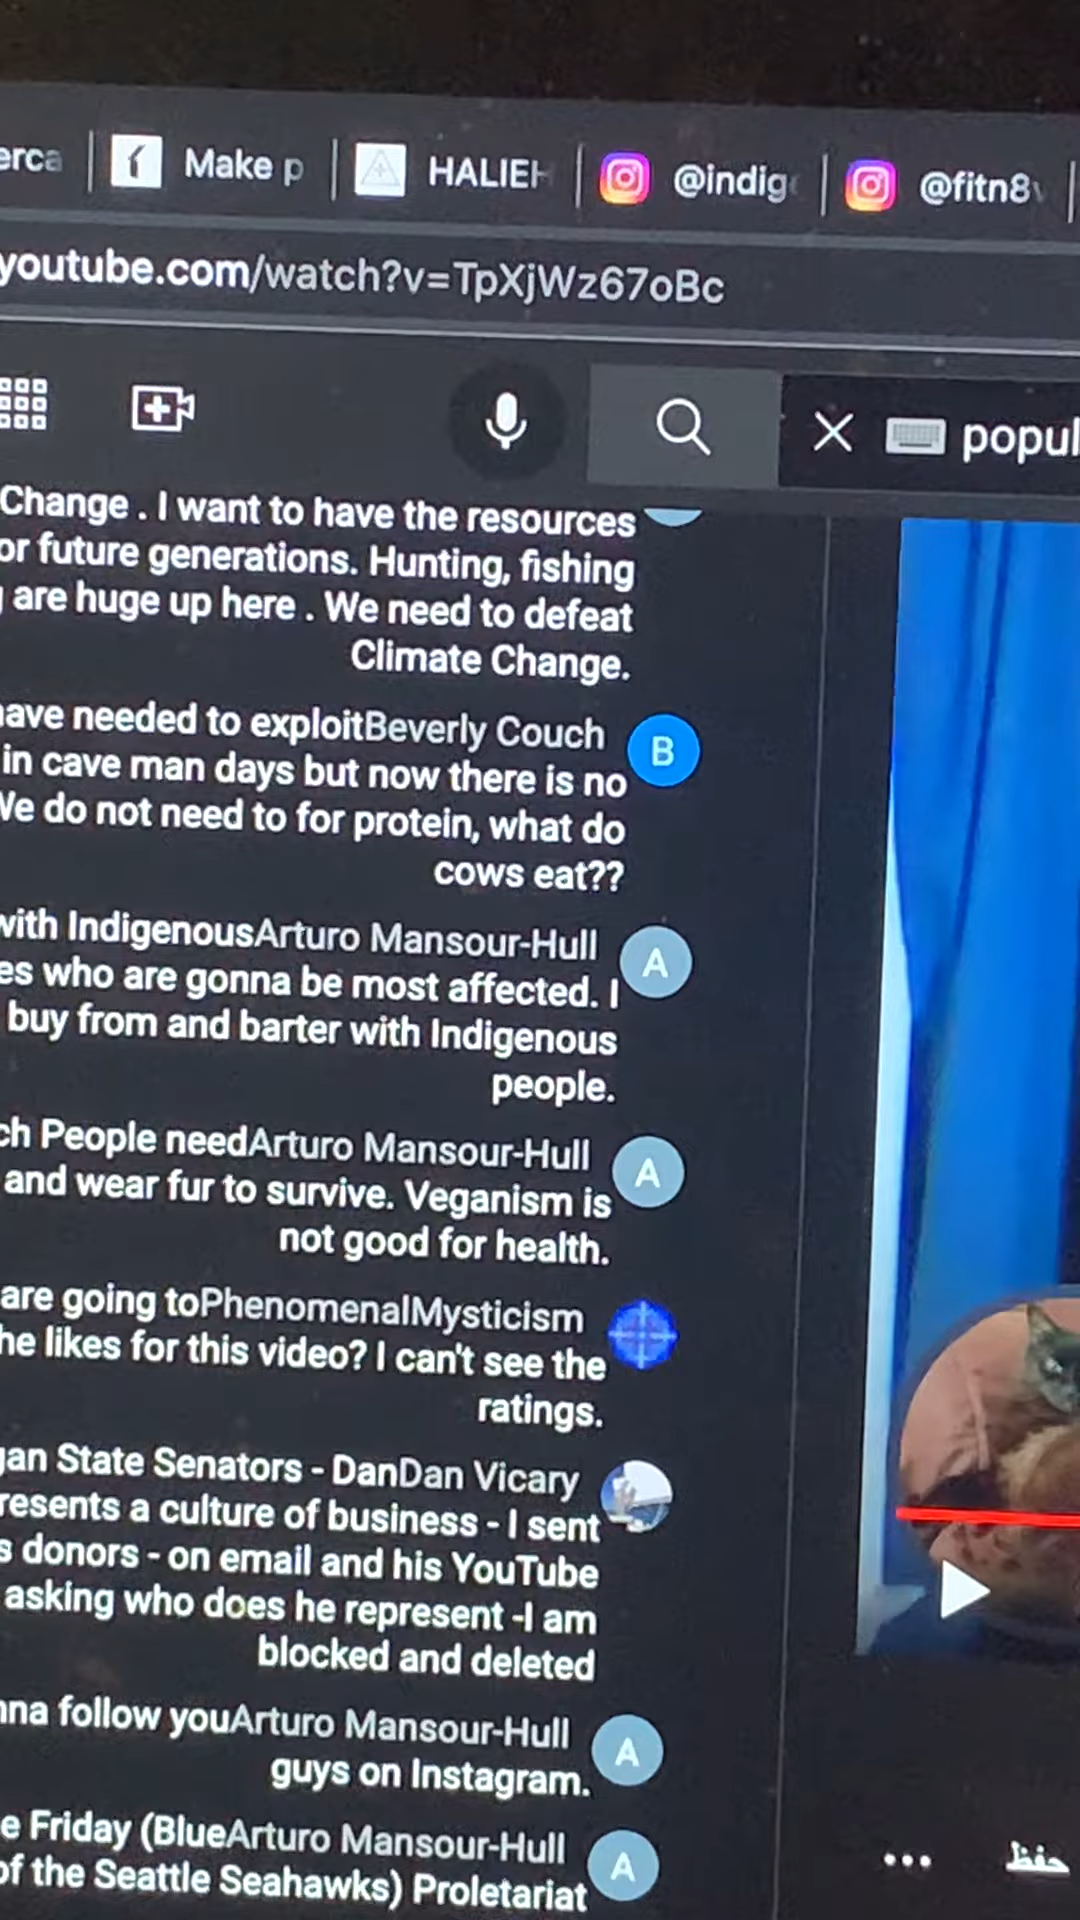 Make p
HALIEH
@indig
@fitn8
youtube.com/watch?v=TpXjWz67oBc
popul
Change . I want to have the resources
or future generations. Hunting, fishing
are huge up here . We need to defeat
Climate Change.
have needed to exploitBeverly Couch
B
in cave man days but now there is no
We do not need to for protein, what do
cows eat??
with IndigenousArturo Mansour-Hull
A
es who are gonna be most affected. I
buy from and barter with Indigenous
people.
ch People needArturo Mansour-Hull
A
and wear fur to survive. Veganism is
not good for health.
are going toPhenomenalMysticism
he likes for this video? I can't see the
ratings.
gan State Senators - DanDan Vicary
resents a culture of business - I sent
s donors - on email and his YouTube
asking who does he represent -I am
blocked and deleted
nna follow youArturo Mansour-Hull
A
guys on Instagram.
e Friday (BlueArturo Mansour-Hull
A
of the Seattle Seahawks) Proletariat
... حفظ